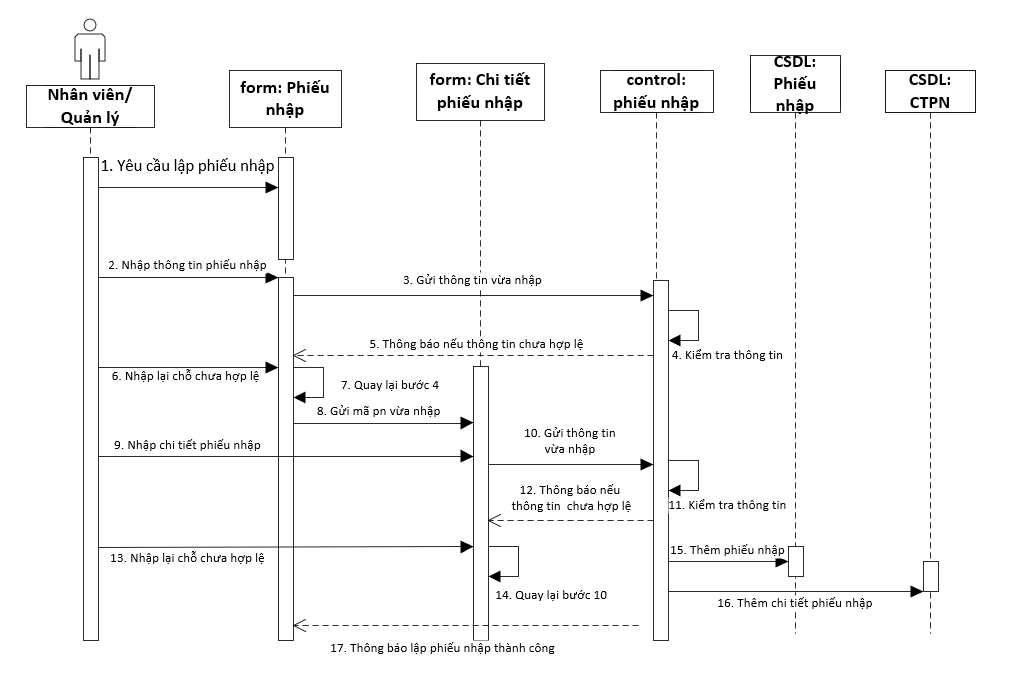 Nhân viên/
Quản lý
form: Phiếu
nhập
form: Chi tiết
phiếu nhập
control:
phiếu nhập
CSDL:
Phiếu
nhập
CSDL:
CTPN
1. Yêu cầu lập phiếu nhập
2. Nhập thông tin phiếu nhập
3. Gửi thông tin vừa nhập
5. Thông báo nếu thông tin chưa hợp lệ
4. Kiểm tra thông tin
6. Nhập lại chỗ chưa hợp lệ
7. Quay lại bước 4
8. Gửi mã pn vừa nhập
9. Nhập chi tiết phiếu nhập
10. Gửi thông tin
vừa nhập
12. Thông báo nếu
thông tin chưa hợp lệ
11. Kiểm tra thông tin
13. Nhập lại chỗ chưa hợp lệ
15. Thêm phiếu nhập
14. Quay lại bước 10
16. Thêm chi tiết phiếu nhập
17. Thông báo lập phiếu nhập thành công